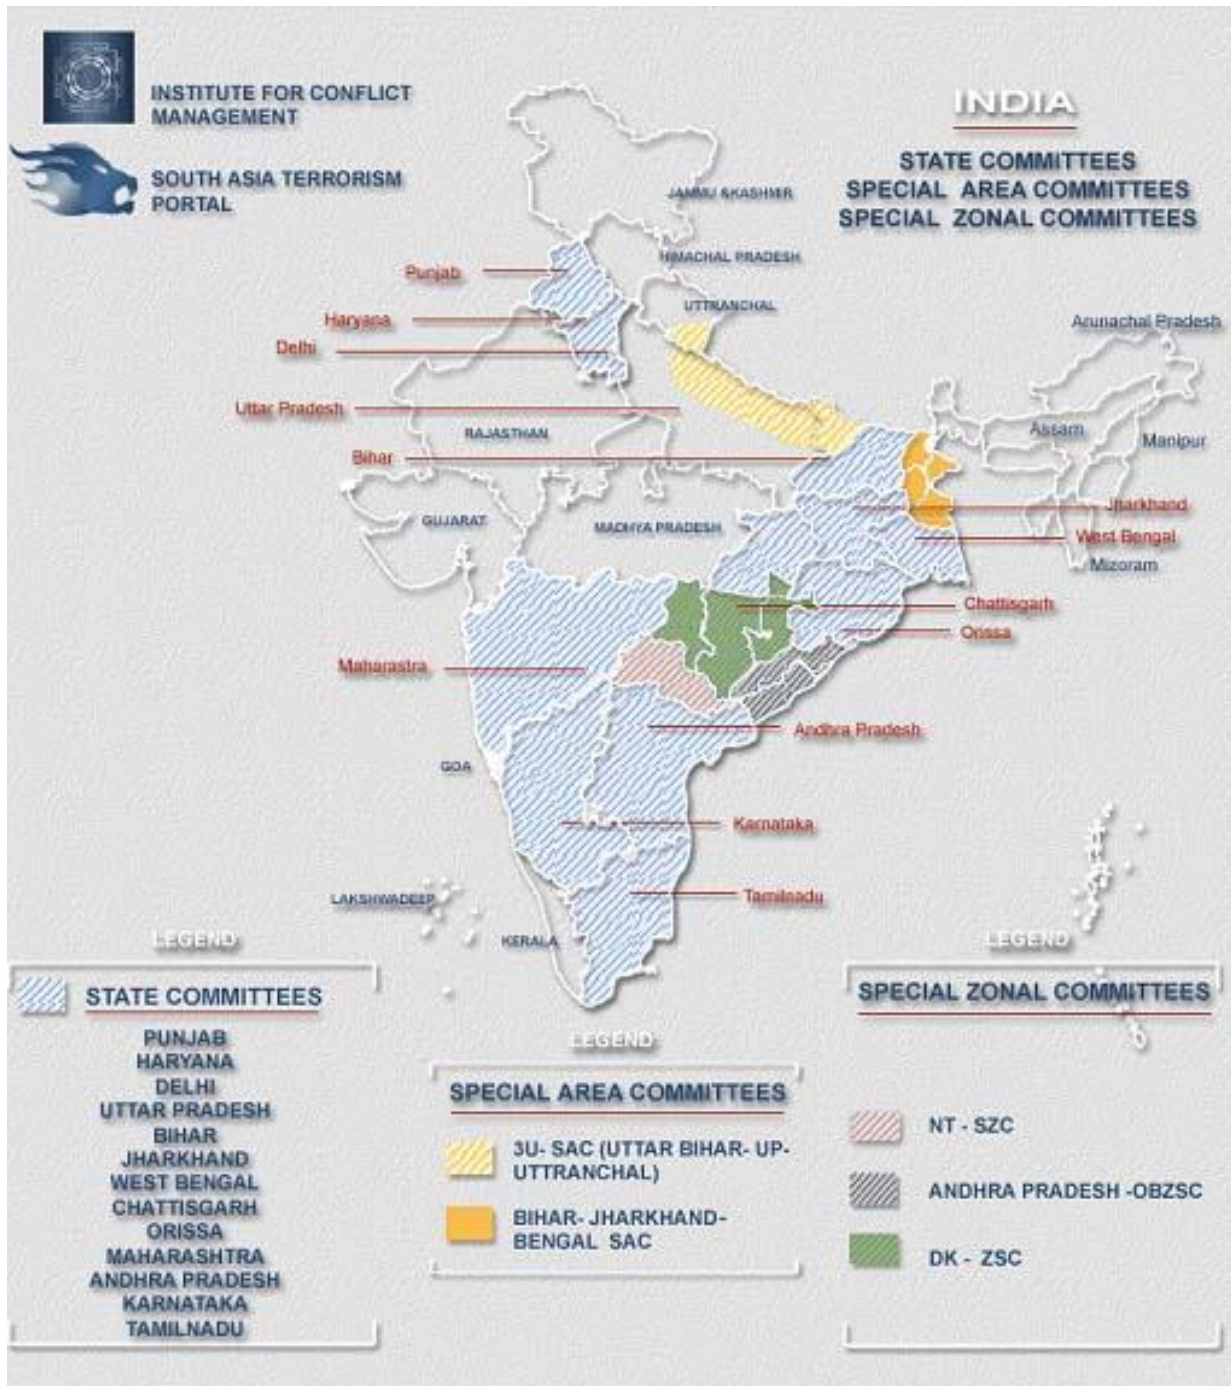 INSTITUTE FOR CONFLICT
MANAGEMENT
SOUTH ASIA TERRORISM
PORTAL
INDIA
STATE COMMITTEES
SPECIAL AREA COMMITTEES
SPECIAL ZONAL COMMITTEES
JAMMU &KASHMIR
HIMACHAL PRADESH
Punjab
UTTRANCHAL
Haryana
Arunachal Pradesh
Delhi
Uttar Pradesh
RAJASTHAN
Assam
Manipur
Bihar
Jharkhand
GUJARAT
MADHYA PRADESH
West Bengal
Mizoram
Chattisgarh
Orissa
Maharastra
Andhra Pradesh
GOA
Karnataka
Tamilnadu
LAKSHWADEEP
KERALA
LEGEND
STATE COMMITTEES
PUNJAB
HARYANA
DELHI
UTTAR PRADESH
BIHAR
JHARKHAND
WEST BENGAL
CHATTISGARH
ORISSA
MAHARASHTRA
ANDHRA PRADESH
KARNATAKA
TAMILNADU
LEGEND
SPECIAL AREA COMMITTEES
3U- SAC (UTTAR BIHAR- UP-
UTTRANCHAL)
BIHAR- JHARKHAND-
BENGAL SAC
LEGEND
SPECIAL ZONAL COMMITTEES
NT - SZC
ANDHRA PRADESH -OBZSC
DK - ZSC